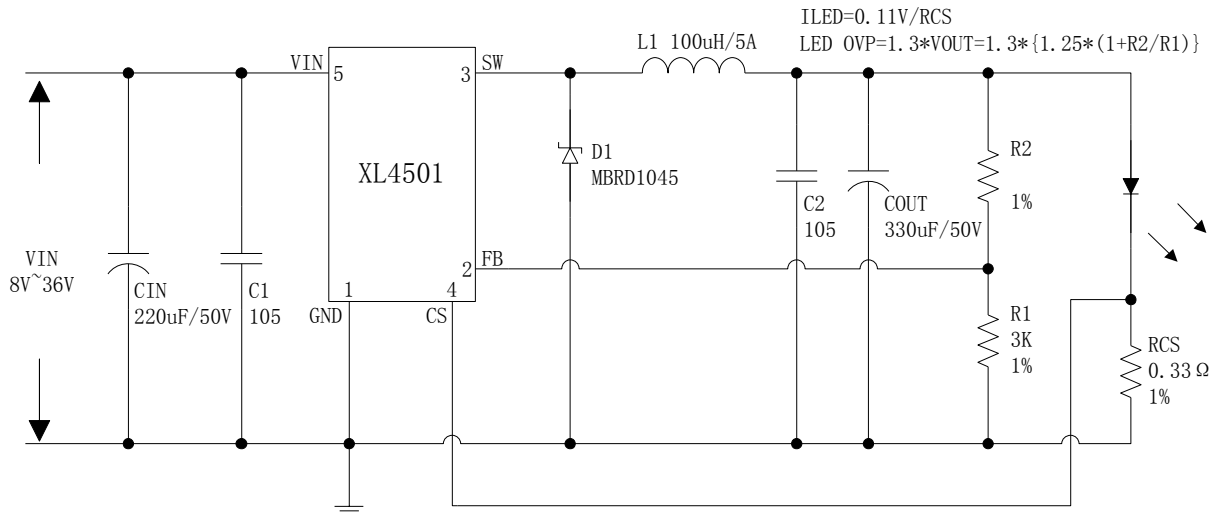 ILED=0.11V/RCS
LED OVP=1.3*VOUT=1.3*{1.25*(1+R2/R1)}
L1 100uH/5A
VIN
5
3
SW
XL4501
D1
MBRD1045
R2
1%
C2
105
COUT
330uF/50V
VIN
8V~36V
CIN
220uF/50V
C1
105
2
FB
1
4
GND
CS
R1
3K
1%
RCS
0.33Ω
1%